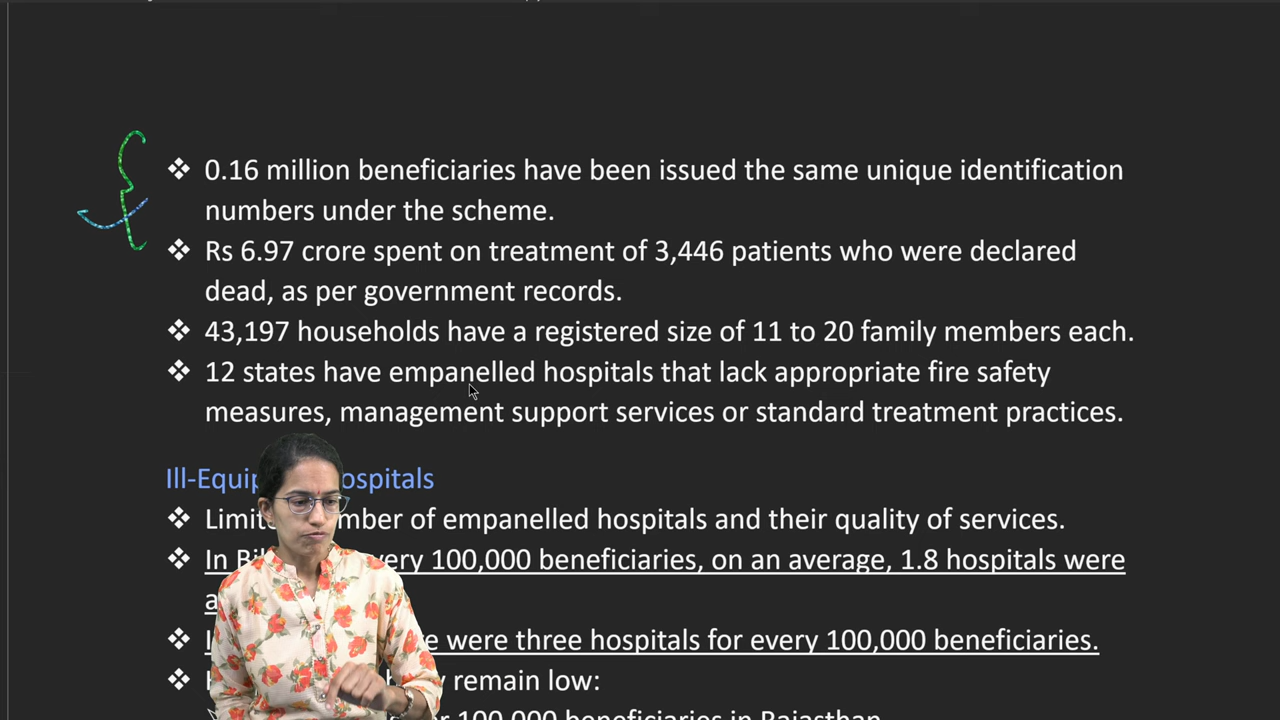 ❖ 0.16 million beneficiaries have been issued the same unique identification
numbers under the scheme.
❖ Rs 6.97 crore spent on treatment of 3,446 patients who were declared
dead, as per government records.
❖ 43,197 households have a registered size of 11 to 20 family members each.
❖ 12 states have empanelled hospitals that lack appropriate fire safety
measures, management support services or standard treatment practices.
Ill-Equip ospitals
❖ Limit mber of empanelled hospitals and their quality of services.
❖ In Bi very 100,000 beneficiaries, on an average, 1.8 hospitals were
a
❖ I e were three hospitals for every 100,000 beneficiaries.
❖ remain low:
100,000 beneficiaries in Rajasthan